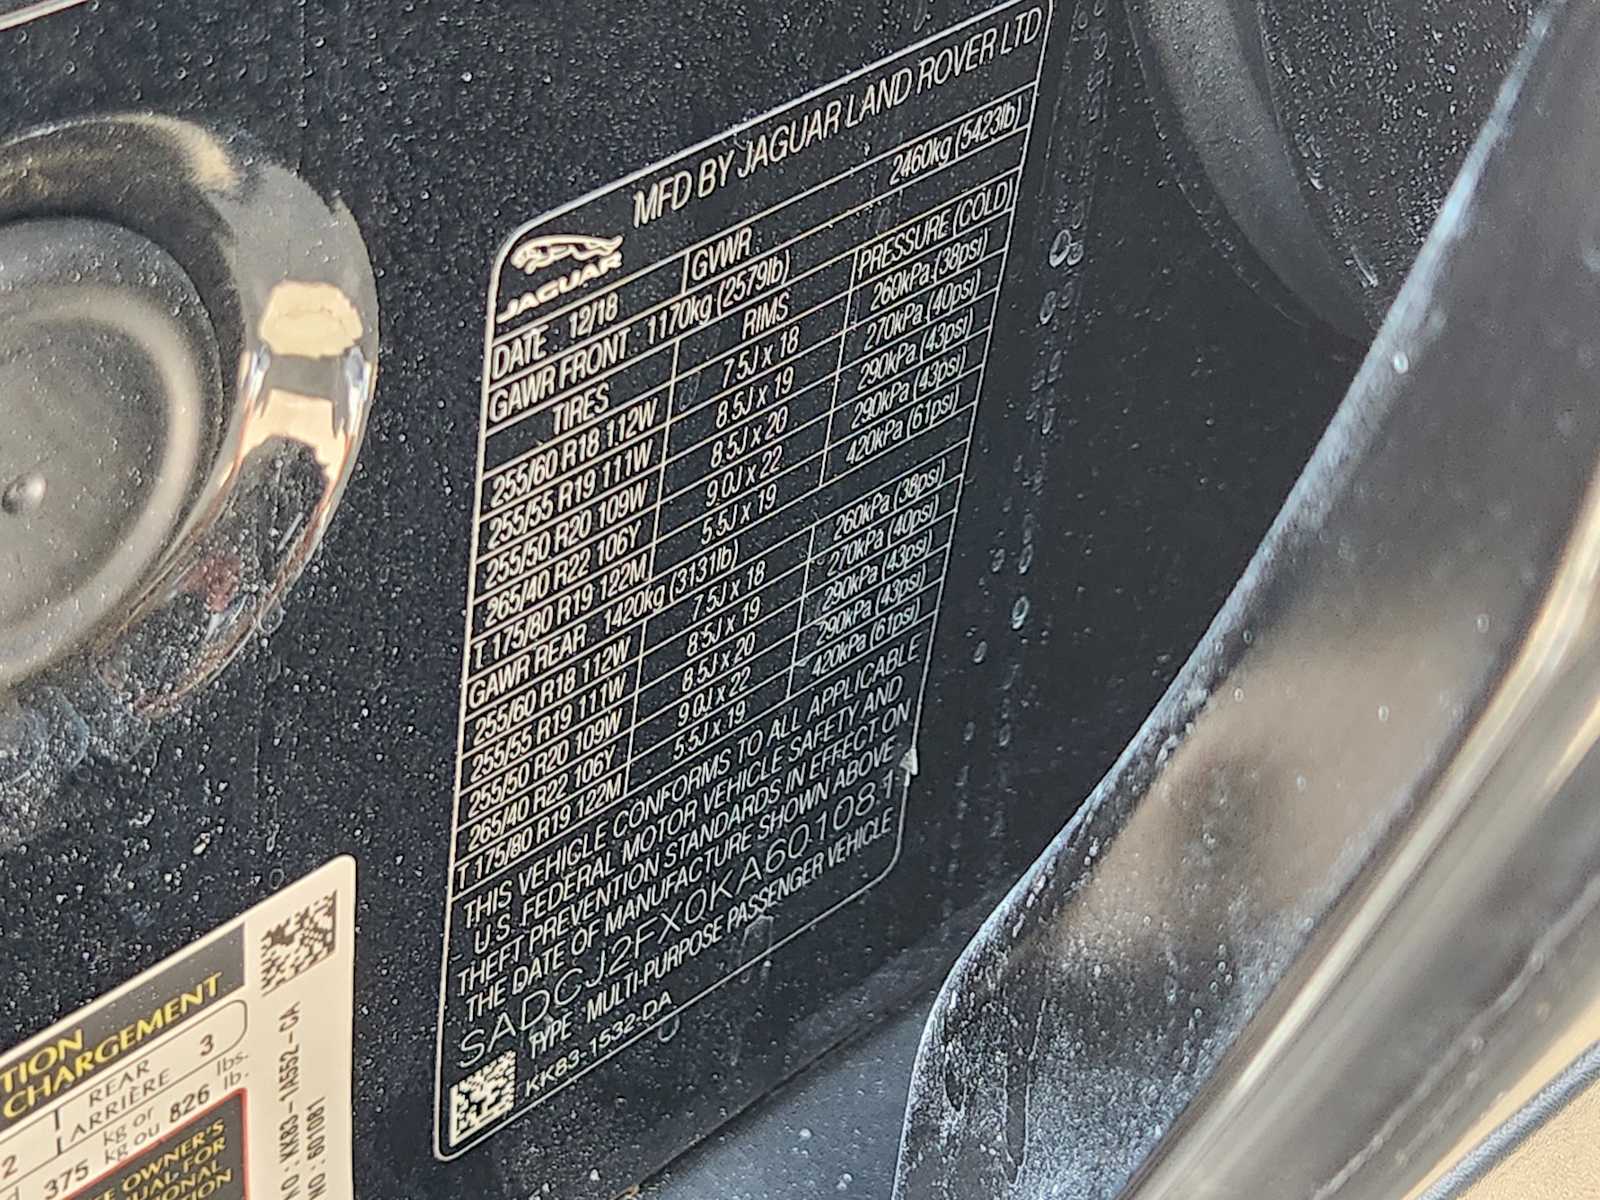 JAGUAR
MFD BY JAGUAR LAND ROVER LTD
DATE : 12/18 GVWR 2460kg (5423lb)
GAWR FRONT : 1170kg (2579lb)
TIRES RIMS PRESSURE (COLD)
255/60 R18 112W 7.5J x 18 260kPa (38psi)
255/55 R19 111W 8.5J x 19 270kPa (40psi)
255/50 R20 109W 8.5J x 20 290kPa (43psi)
265/40 R22 106Y 9.0J x 22 290kPa (43psi)
T 175/80 R19 122M 5.5J x 19 420kPa (61psi)
GAWR REAR : 1420kg (3131lb)
255/60 R18 112W 7.5J x 18 260kPa (38psi)
255/55 R19 111W 8.5J x 19 270kPa (40psi)
255/50 R20 109W 8.5J x 20 290kPa (43psi)
265/40 R22 106Y 9.0J x 22 290kPa (43psi)
T 175/80 R19 122M 5.5J x 19 420kPa (61psi)
THIS VEHICLE CONFORMS TO ALL APPLICABLE
U.S. FEDERAL MOTOR VEHICLE SAFETY AND
THEFT PREVENTION STANDARDS IN EFFECT ON
THE DATE OF MANUFACTURE SHOWN ABOVE
SADCJ2FX0KA601081
TYPE : MULTI-PURPOSE PASSENGER VEHICLE
KK83-1532-DA
TION
CHARGEMENT
2 REAR 3
ARRIÈRE
375 kg or 826 lbs.
kg ou lb.
OWNER'S
FOR
KK83-1A552-CA
NO : 601081